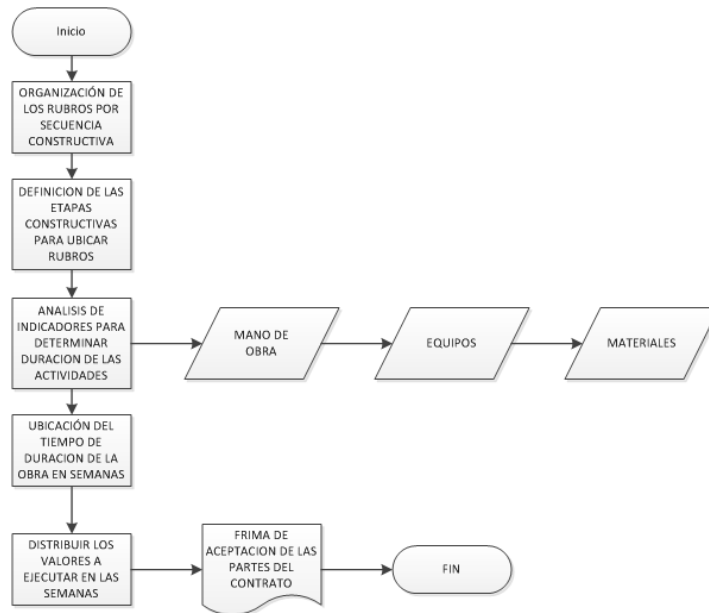 Inicio
ORGANIZACIÓN DE
LOS RUBROS POR
SECUENCIA
CONSTRUCTIVA
DEFINICION DE LAS
ETAPAS
CONSTRUCTIVAS
PARA UBICAR
RUBROS
ANALISIS DE
INDICADORES PARA
DETERMINAR
DURACION DE LAS
ACTIVIDADES
MANO DE
OBRA
EQUIPOS
MATERIALES
UBICACIÓN DEL
TIEMPO DE
DURACION DE LA
OBRA EN SEMANAS
DISTRIBUIR LOS
VALORES A
EJECUTAR EN LAS
SEMANAS
FRIMA DE
ACEPTACION DE LAS
PARTES DEL
CONTRATO
FIN